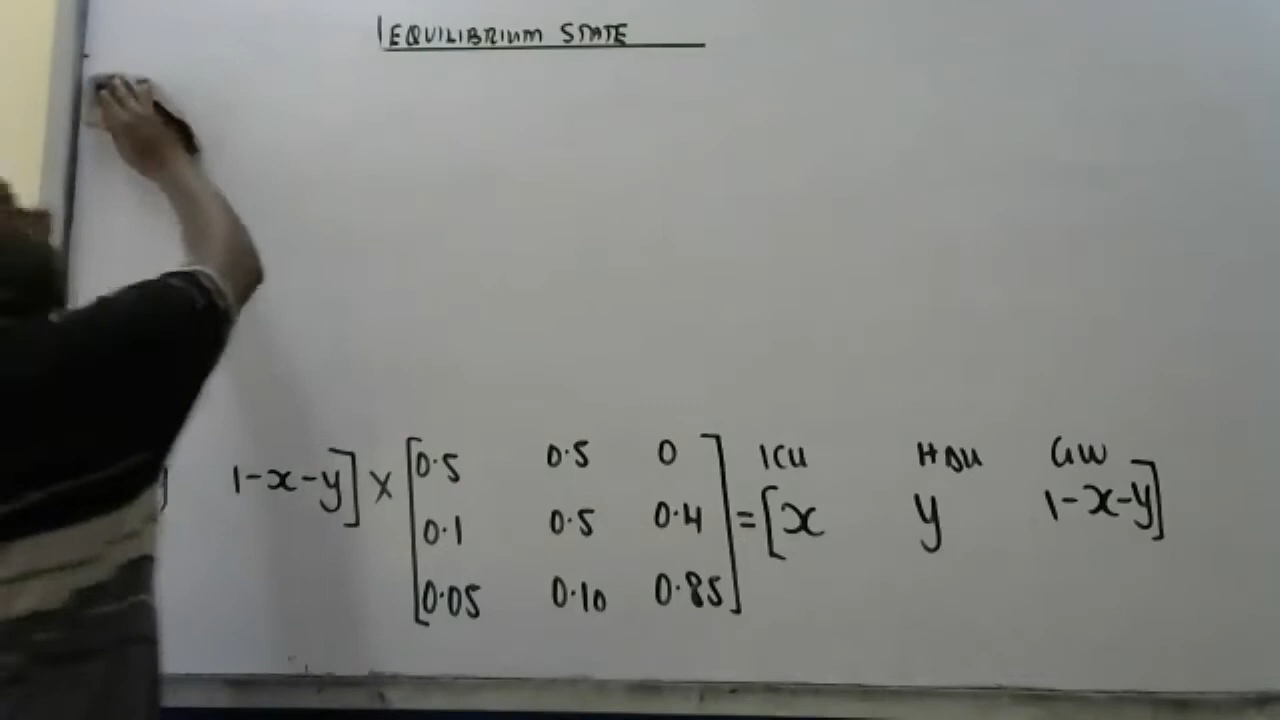 EQUILIBRIUM STATE
ICU HDU GW
1-x-y] × [0.5 0.5 0 ] = [x y 1-x-y]
0.1 0.5 0.4
0.05 0.10 0.85